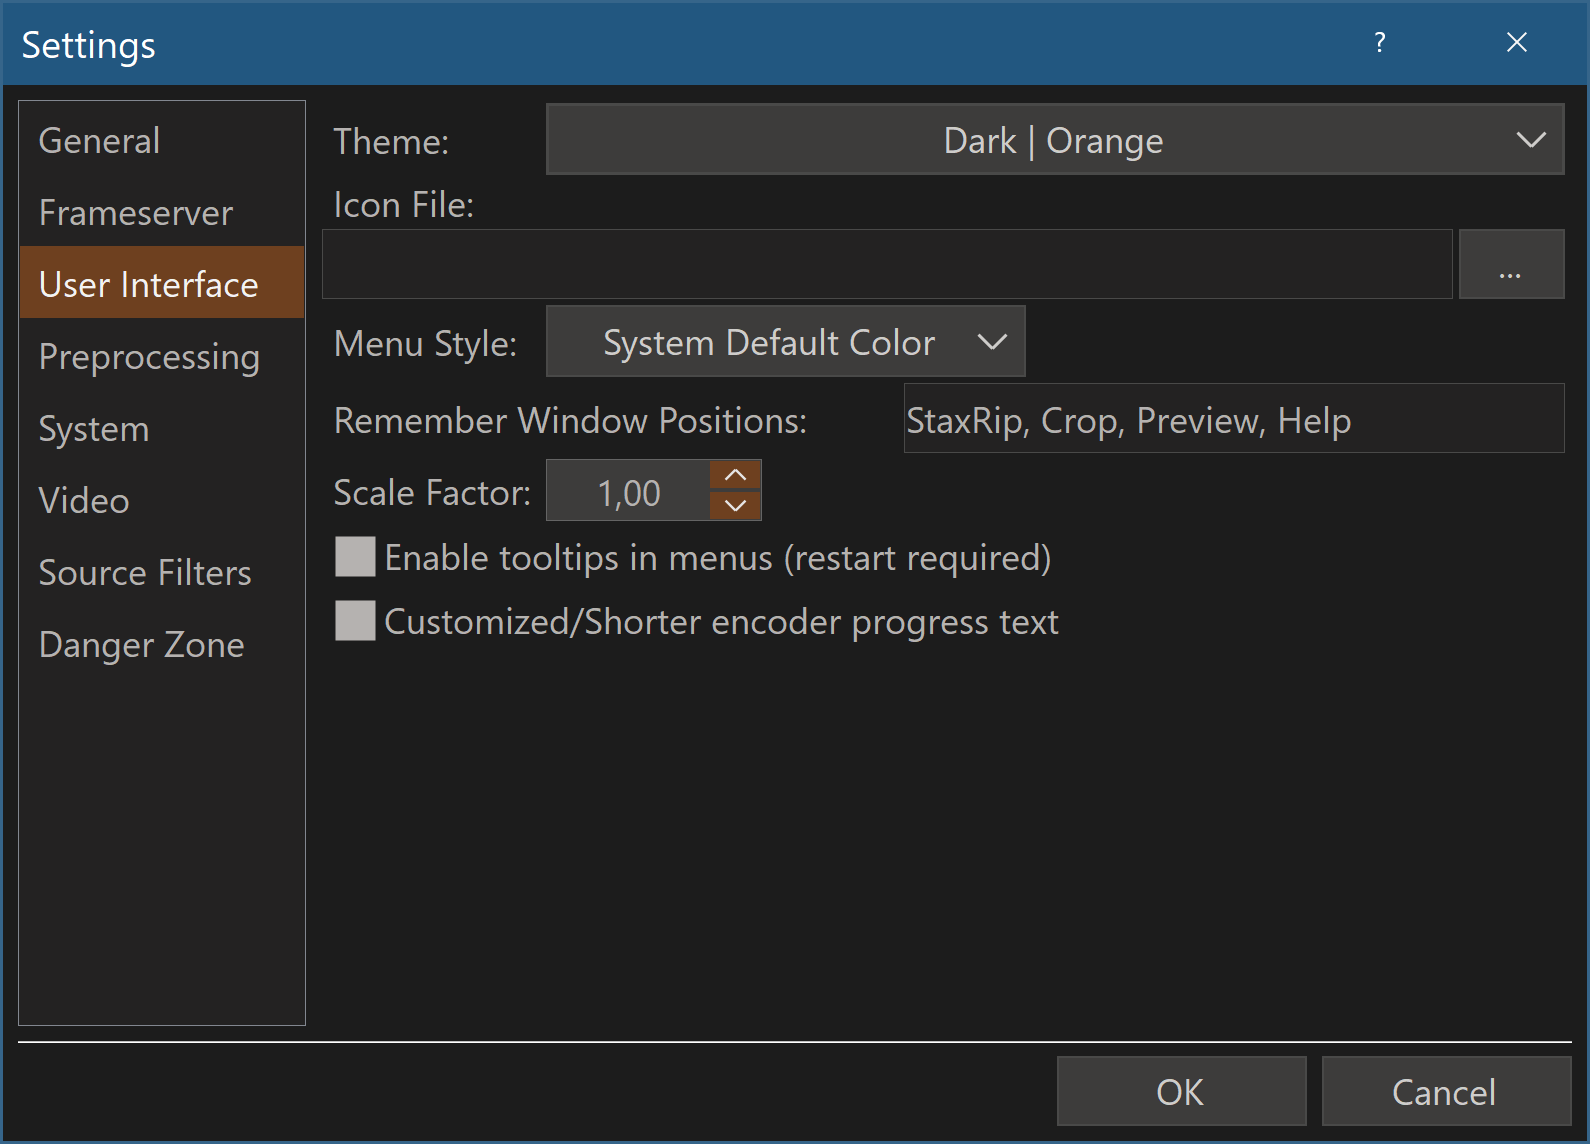 Settings
?
General
Frameserver
User Interface
Preprocessing
System
Video
Source Filters
Danger Zone
Theme:
Dark | Orange
Icon File:
...
Menu Style:
System Default Color
Remember Window Positions:
StaxRip, Crop, Preview, Help
Scale Factor:
1,00
Enable tooltips in menus (restart required)
Customized/Shorter encoder progress text
OK
Cancel